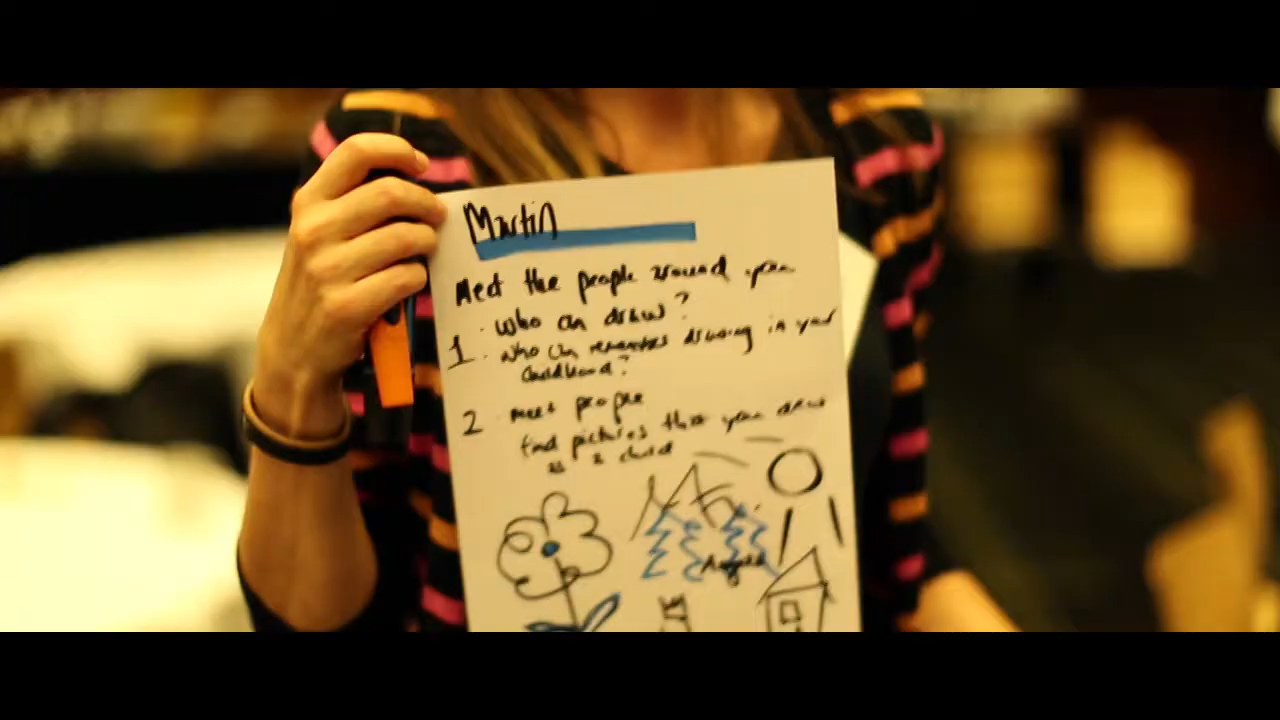 Martin
Meet the people around you
1. Who can draw?
. who can remember drawing in your
childhood?
2 . meet people
find pictures that you drew
as a child